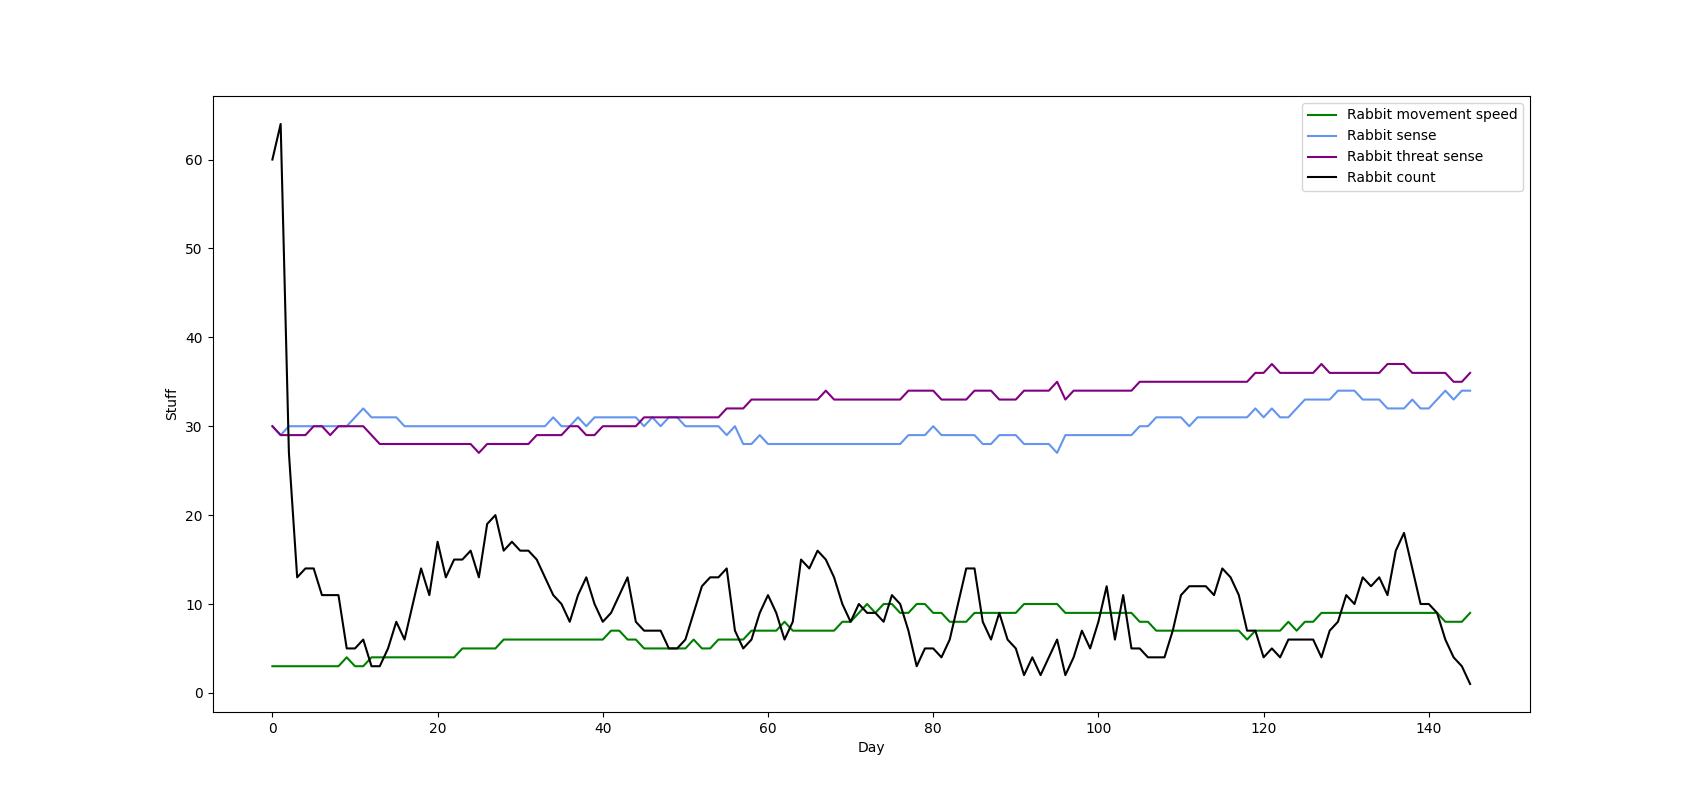 Rabbit movement speed
Rabbit sense
Rabbit threat sense
Rabbit count
60
50
40
30
20
10
0
Stuff
0 20 40 60 80 100 120 140
Day